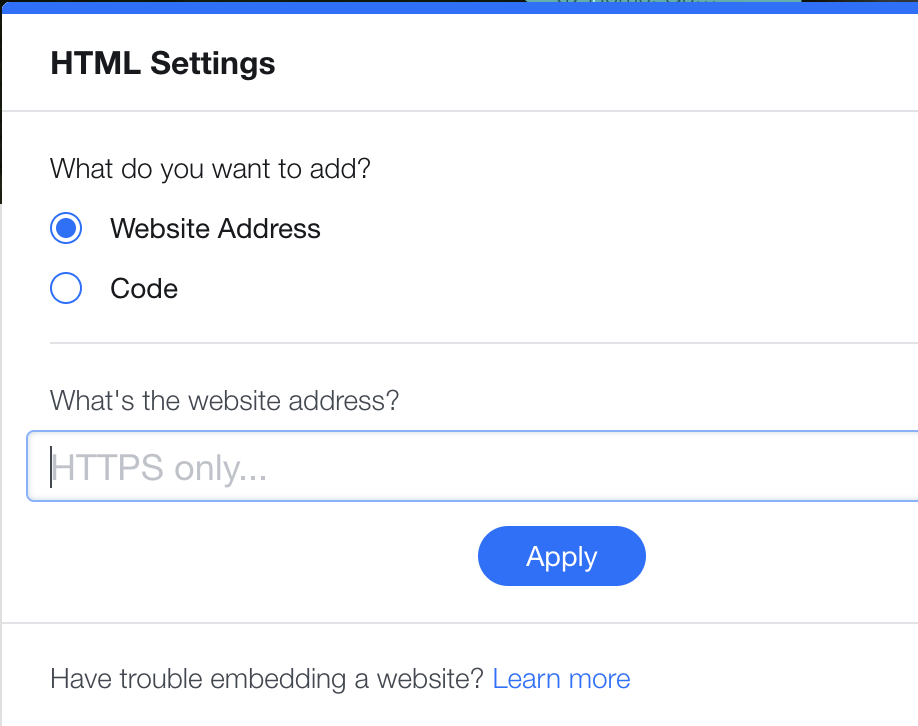 HTML Settings
What do you want to add?
Website Address
Code
What's the website address?
HTTPS only...
Apply
Have trouble embedding a website? Learn more